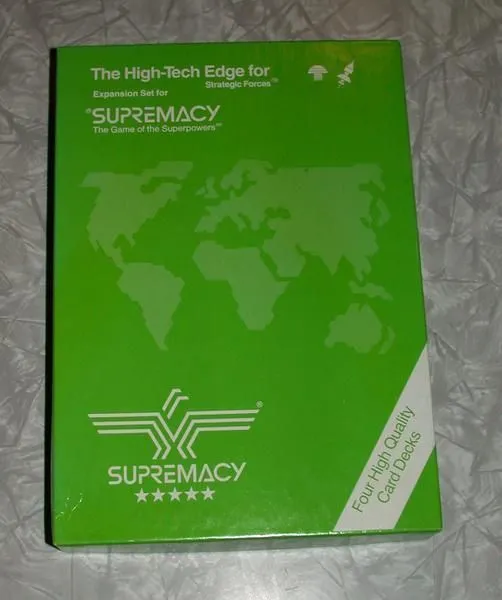 The High-Tech Edge for
Strategic Forces™
Expansion Set for
®SUPREMACY
The Game of the Superpowers™
®
SUPREMACY
Four High Quality
Card Decks